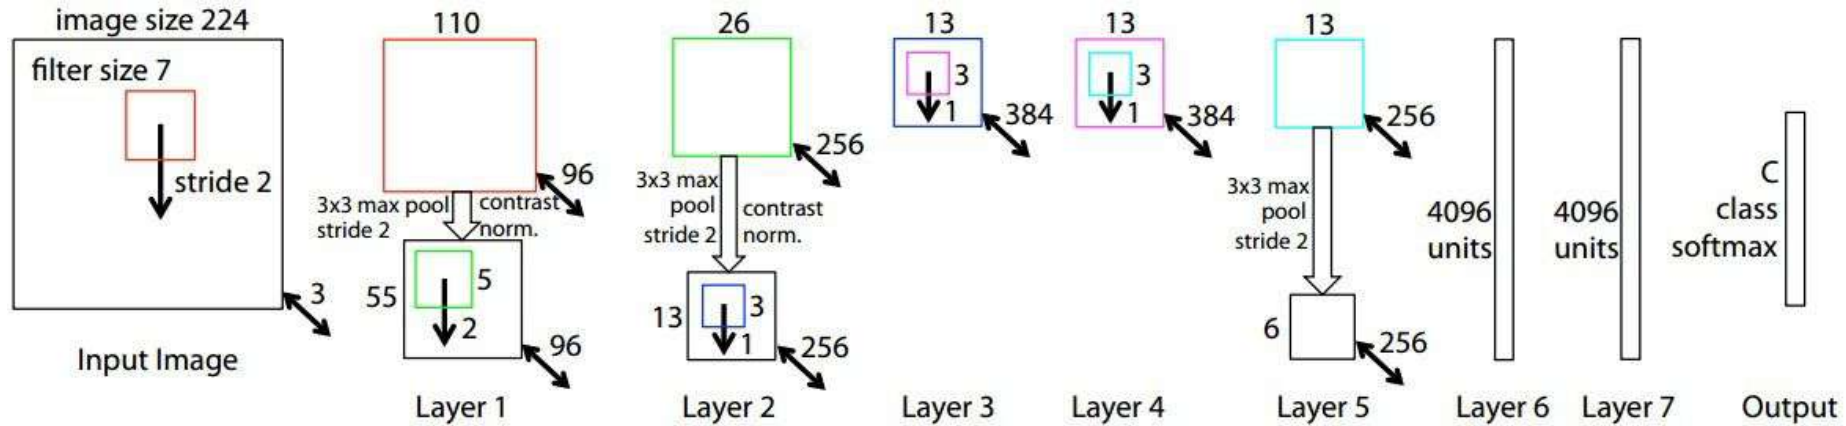 image size 224
filter size 7
stride 2
3
Input Image
110
96
3x3 max pool
stride 2
contrast
norm.
55
5
2
96
Layer 1
26
256
3x3 max
pool
stride 2
contrast
norm.
13
3
1
256
Layer 2
13
3
1
384
Layer 3
13
3
1
384
Layer 4
13
256
3x3 max
pool
stride 2
6
256
Layer 5
4096
units
Layer 6
4096
units
Layer 7
C
class
softmax
Output